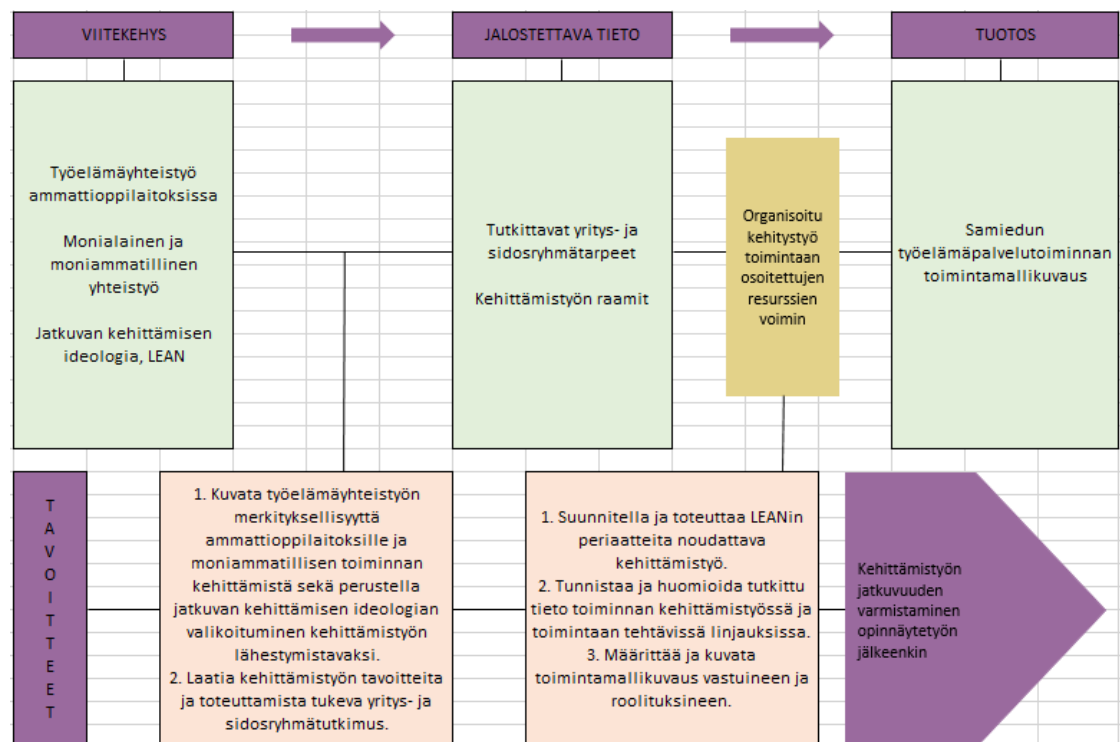 VIITEKEHYS
JALOSTETTAVA TIETO
TUOTOS
Työelämäyhteistyö
ammattioppilaitoksissa
Monialainen ja
moniammatillinen
yhteistyö
Jatkuvan kehittämisen
ideologia, LEAN
Tutkittavat yritys- ja
sidosryhmätarpeet
Kehittämistyön raamit
Organisoitu
kehitystyö
toimintaan
osoitettujen
resurssien
voimin
Samiedun
työelämäpalvelutoiminnan
toimintamallikuvaus
T
A
V
O
I
T
T
E
E
T
1. Kuvata työelämäyhteistyön
merkityksellisyyttä
ammattioppilaitoksille ja
moniammatillisen toiminnan
kehittämistä sekä perustella
jatkuvan kehittämisen ideologian
valikoituminen kehittämistyön
lähestymistavaksi.
2. Laatia kehittämistyön tavoitteita
ja toteuttamista tukeva yritys- ja
sidosryhmätutkimus.
1. Suunnitella ja toteuttaa LEANin
periaatteita noudattava
kehittämistyö.
2. Tunnistaa ja huomioida tutkittu
tieto toiminnan kehittämistyössä ja
toimintaan tehtävissä linjauksissa.
3. Määrittää ja kuvata
toimintamallikuvaus vastuineen ja
roolituksineen.
Kehittämistyön
jatkuvuuden
varmistaminen
opinnäytetyön
jälkeenkin